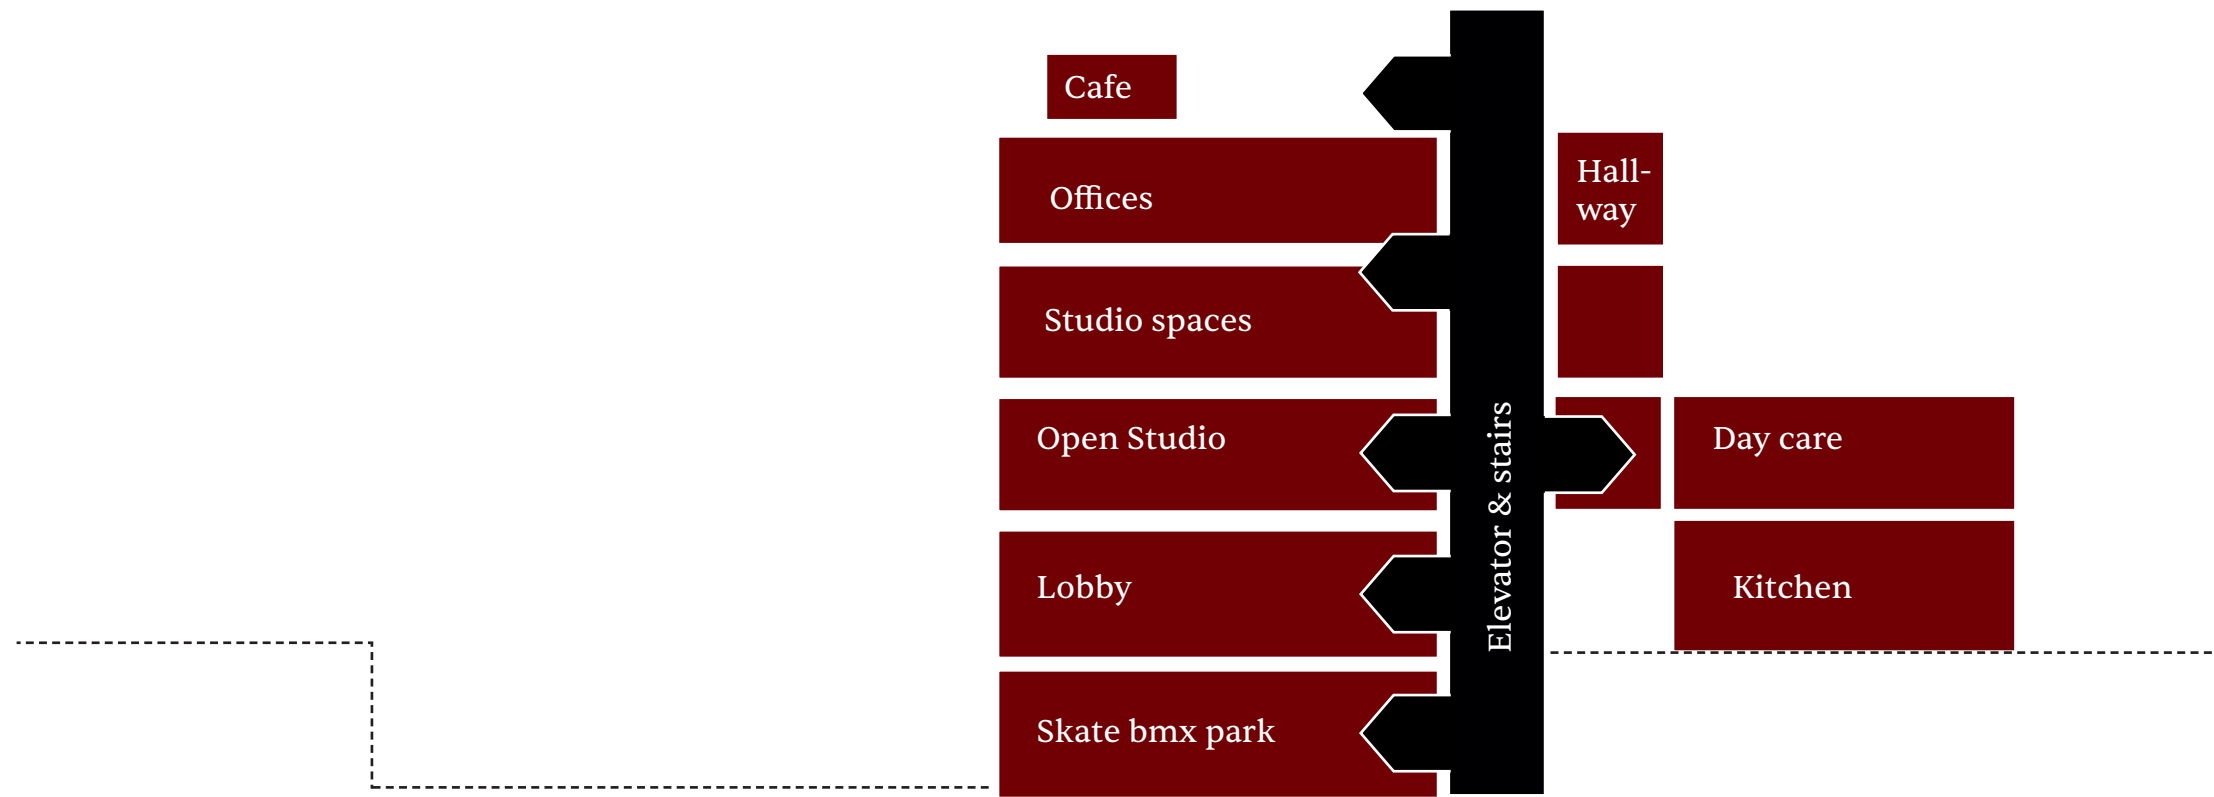 Cafe
Offices
Hall-
way
Studio spaces
Open Studio
Day care
Elevator & stairs
Lobby
Kitchen
Skate bmx park